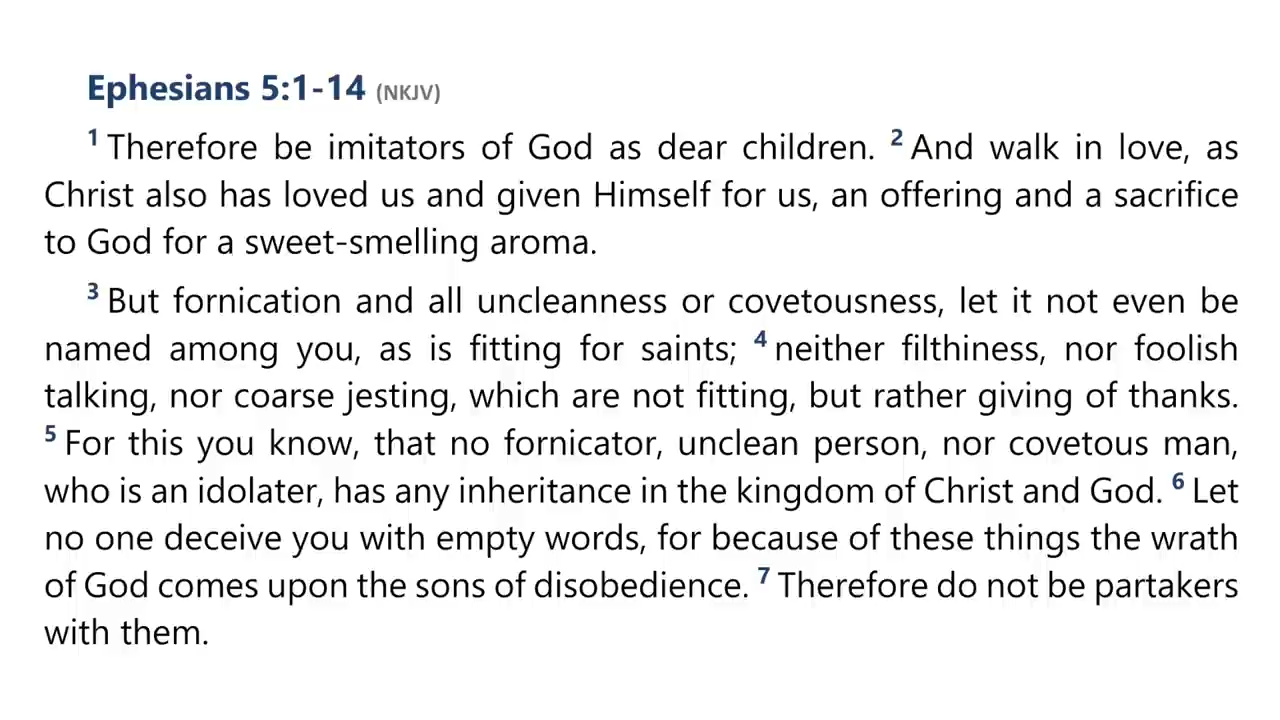 Ephesians 5:1-14 (NKJV)
1 Therefore be imitators of God as dear children. 2 And walk in love, as
Christ also has loved us and given Himself for us, an offering and a sacrifice
to God for a sweet-smelling aroma.
3 But fornication and all uncleanness or covetousness, let it not even be
named among you, as is fitting for saints; 4 neither filthiness, nor foolish
talking, nor coarse jesting, which are not fitting, but rather giving of thanks.
5 For this you know, that no fornicator, unclean person, nor covetous man,
who is an idolater, has any inheritance in the kingdom of Christ and God. 6 Let
no one deceive you with empty words, for because of these things the wrath
of God comes upon the sons of disobedience. 7 Therefore do not be partakers
with them.